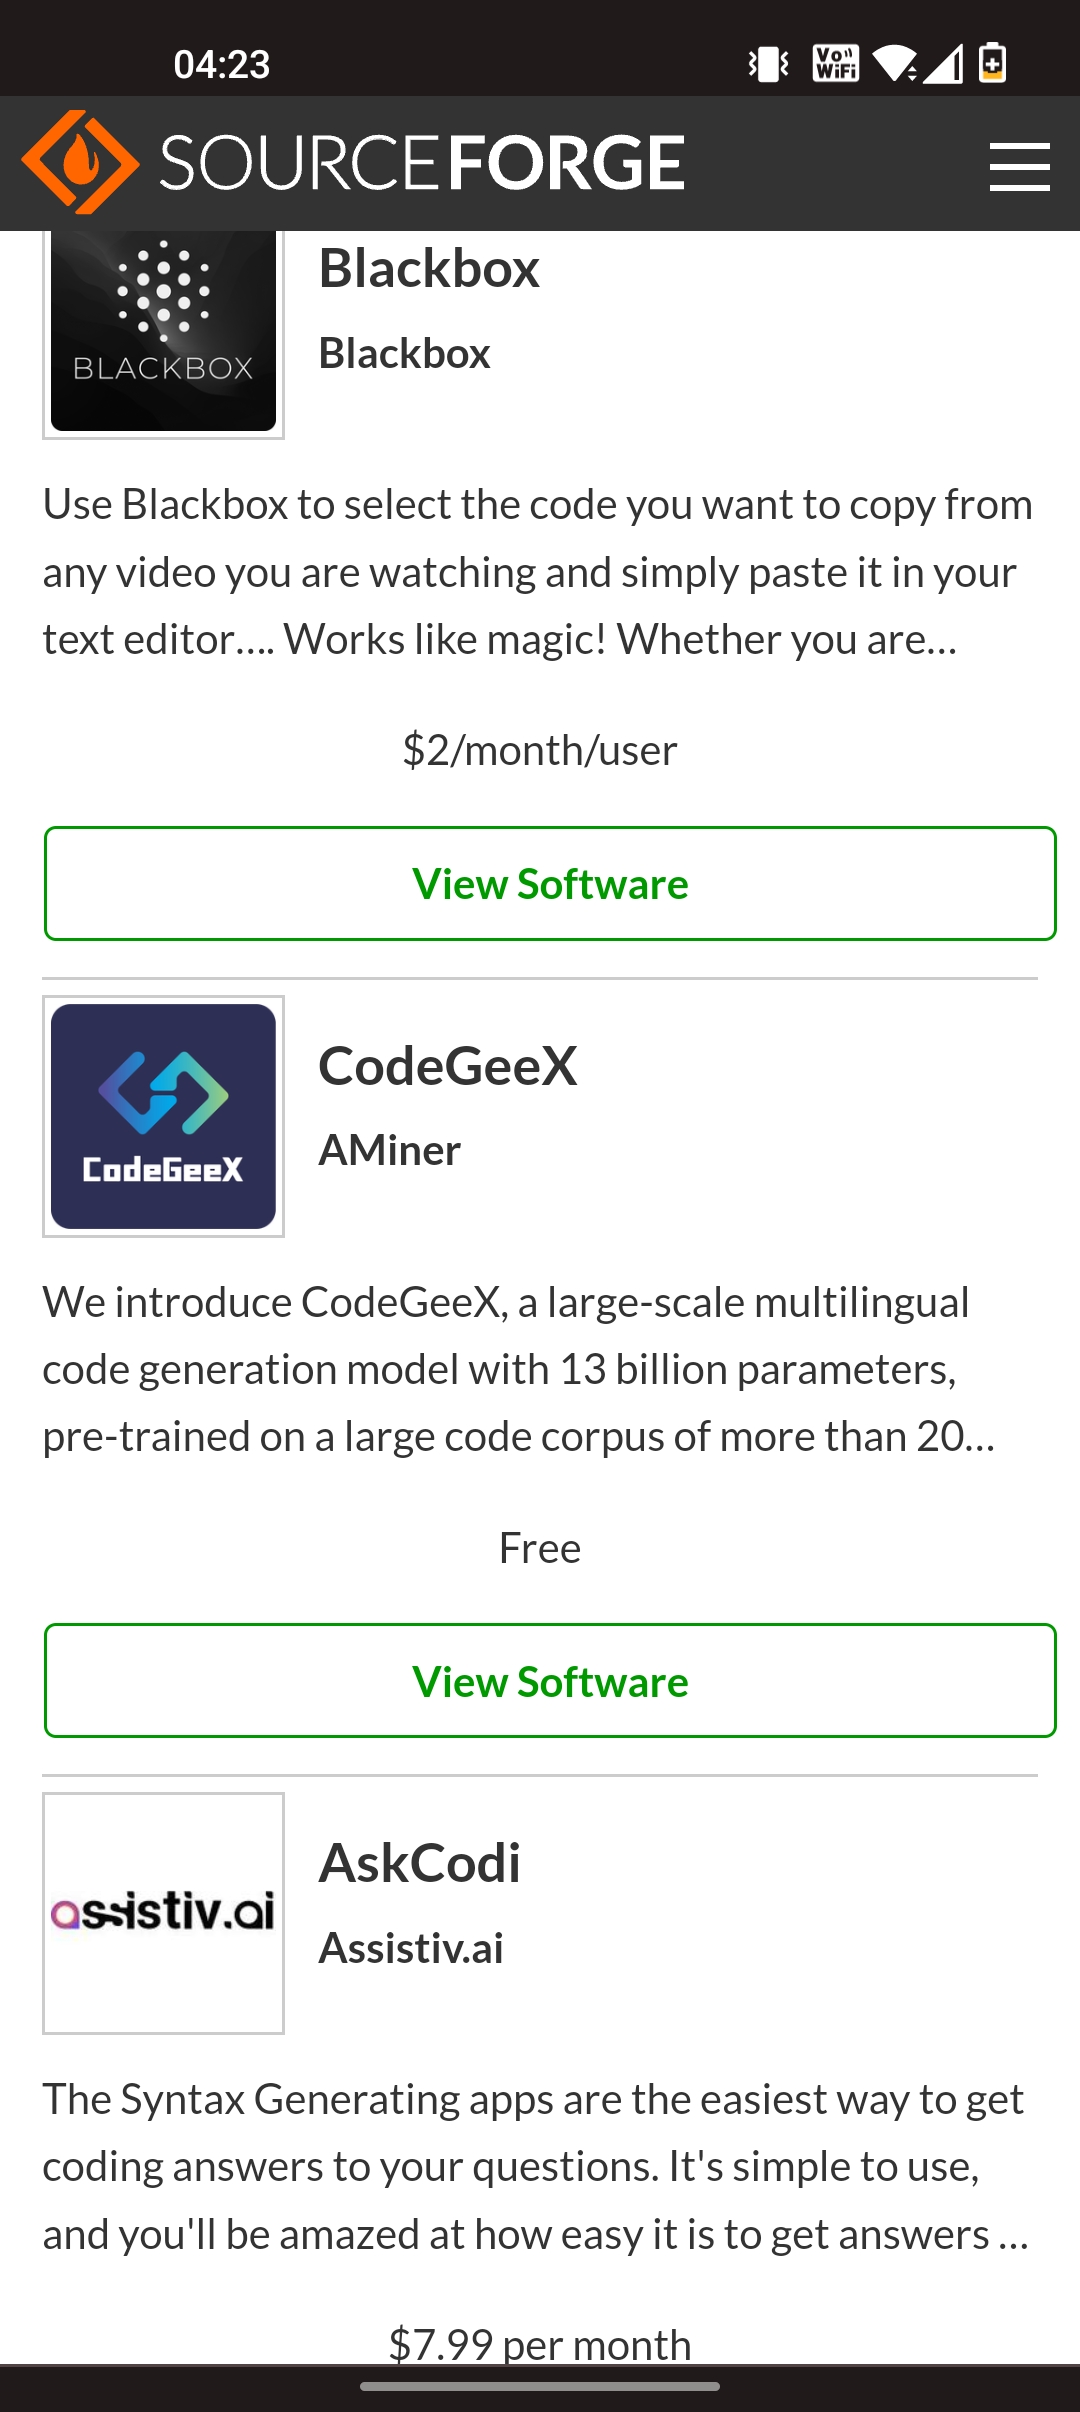 04:23
Vo
WiFi
SOURCEFORGE
BLACKBOX
Blackbox
Blackbox
Use Blackbox to select the code you want to copy from
any video you are watching and simply paste it in your
text editor.... Works like magic! Whether you are...
$2/month/user
View Software
CodeGeeX
CodeGeeX
AMiner
We introduce CodeGeeX, a large-scale multilingual
code generation model with 13 billion parameters,
pre-trained on a large code corpus of more than 20...
Free
View Software
assistiv.ai
AskCodi
Assistiv.ai
The Syntax Generating apps are the easiest way to get
coding answers to your questions. It's simple to use,
and you'll be amazed at how easy it is to get answers ...
$7.99 per month